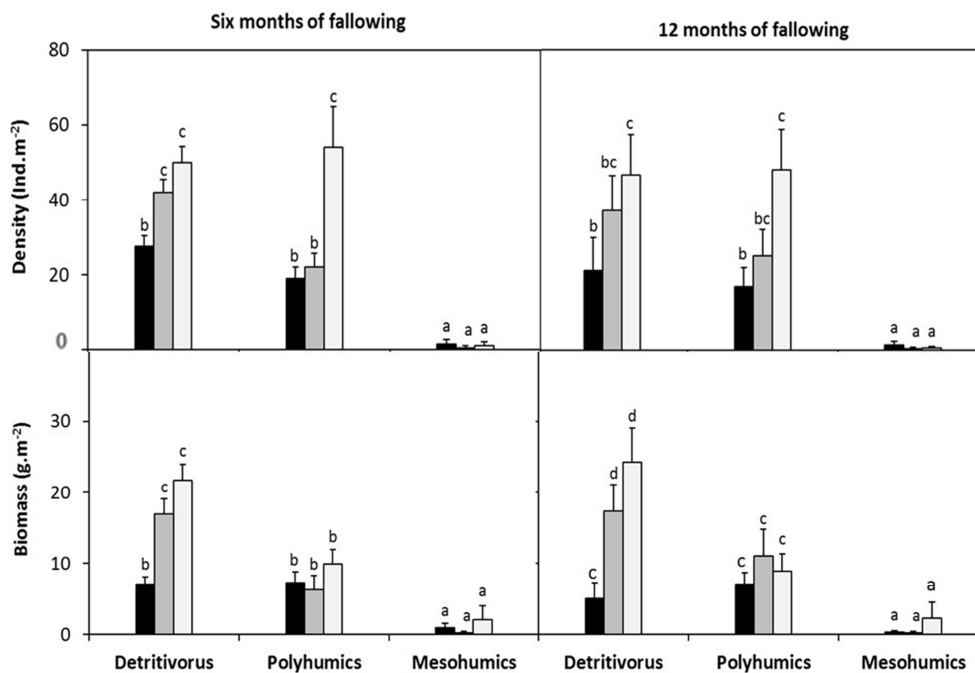 Six months of fallowing
12 months of fallowing
Density (Ind.m⁻²)
80
60
40
20
0
b
c
c
b
b
c
a
a
a
b
bc
c
b
bc
c
a
a
a
Biomass (g.m⁻²)
30
20
10
0
b
c
c
b
b
b
a
a
a
c
d
d
c
c
c
a
a
a
Detritivorus
Polyhumics
Mesohumics
Detritivorus
Polyhumics
Mesohumics